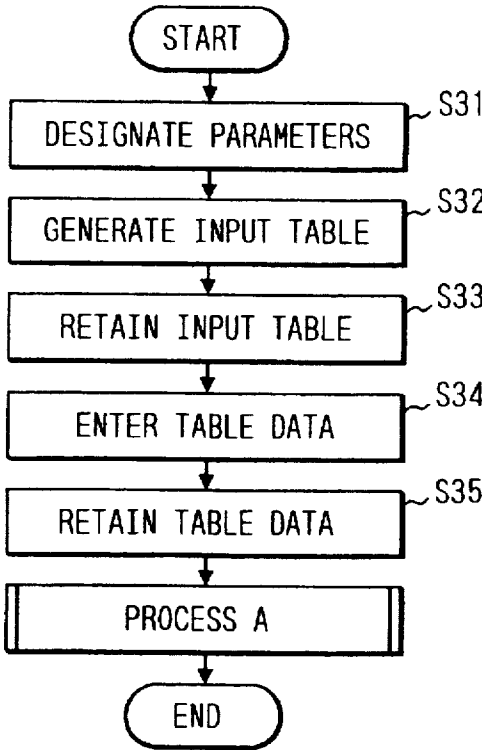 START
S31
DESIGNATE PARAMETERS
S32
GENERATE INPUT TABLE
S33
RETAIN INPUT TABLE
S34
ENTER TABLE DATA
S35
RETAIN TABLE DATA
PROCESS A
END